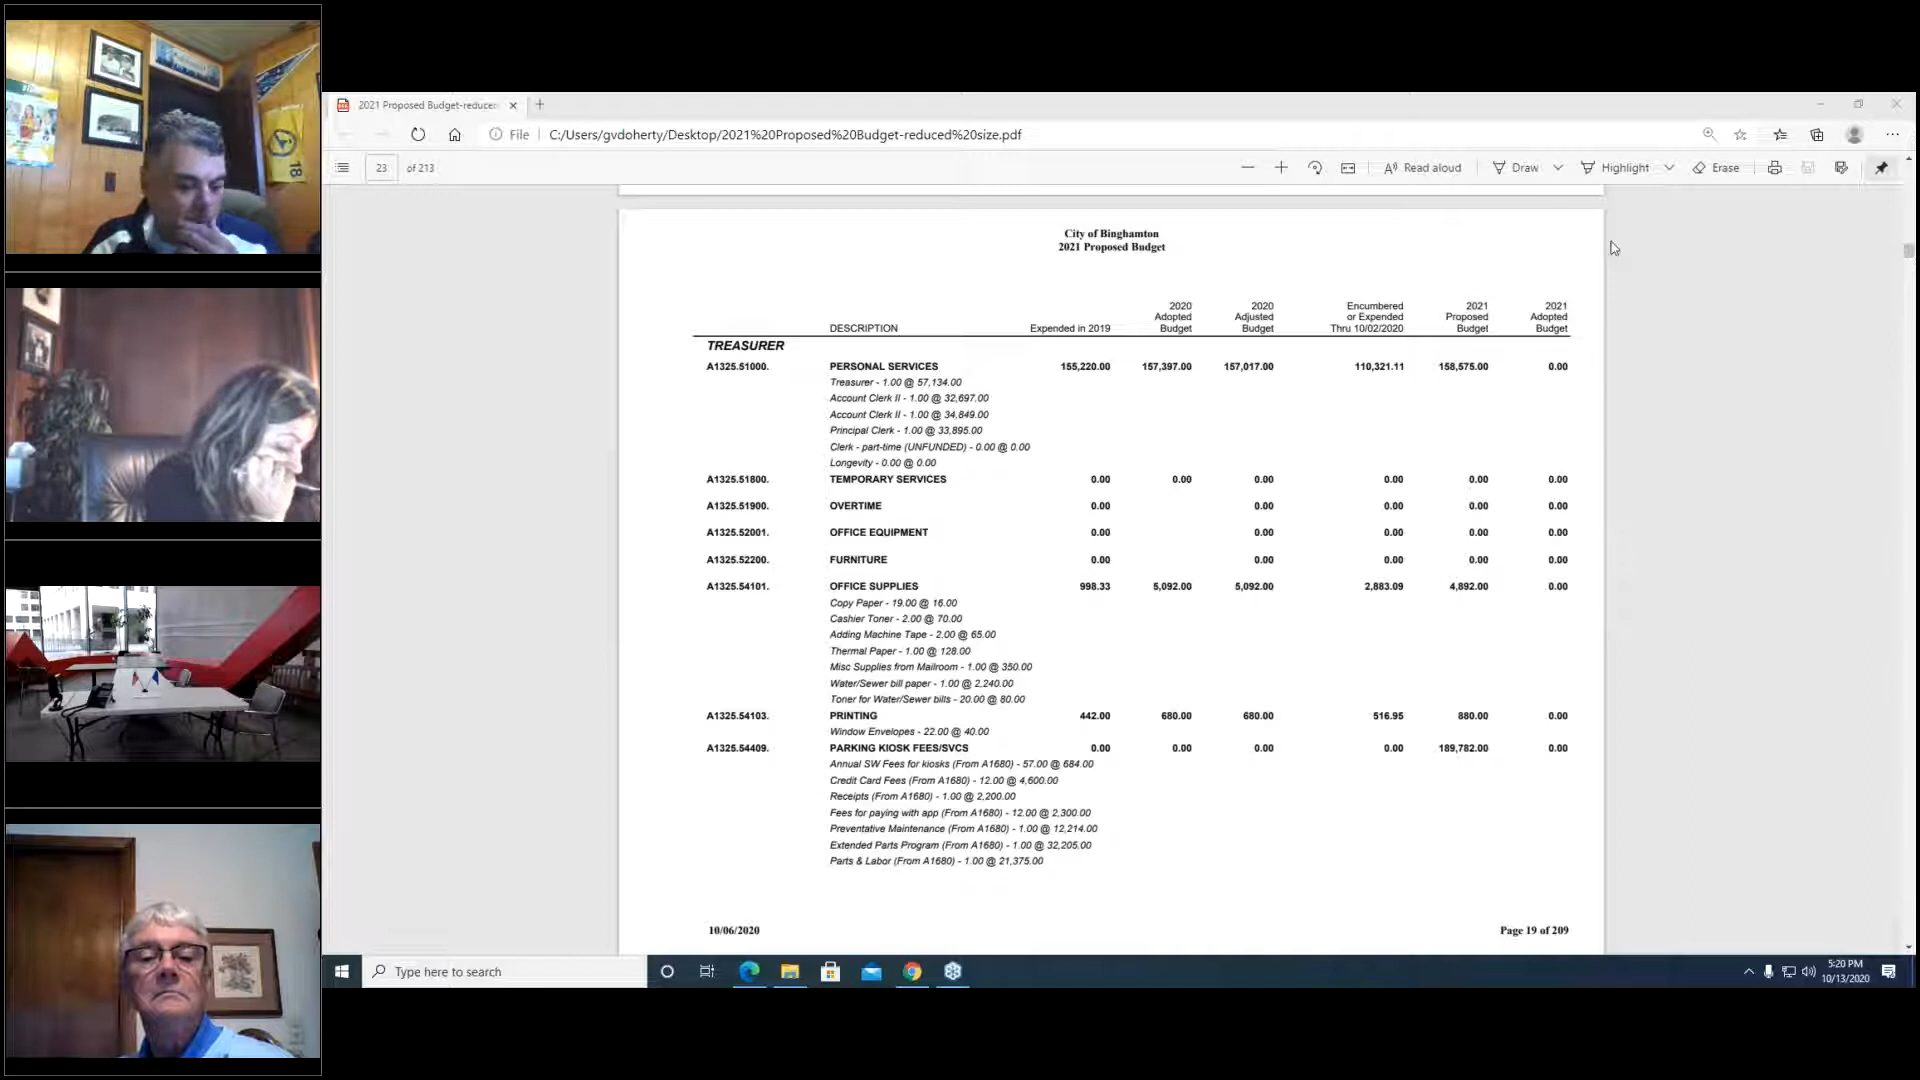 2021 Proposed Budget-reduced
File
C:/Users/gvdoherty/Desktop/2021%20Proposed%20Budget-reduced%20size.pdf
23 of 213
Read aloud
Draw
Highlight
Erase
City of Binghamton
2021 Proposed Budget
DESCRIPTION Expended in 2019 2020 Adopted Budget 2020 Adjusted Budget Encumbered or Expended Thru 10/02/2020 2021 Proposed Budget 2021 Adopted Budget
TREASURER
A1325.51000. PERSONAL SERVICES 155,220.00 157,397.00 157,017.00 110,321.11 158,575.00 0.00
Treasurer - 1.00 @ 57,134.00
Account Clerk II - 1.00 @ 32,697.00
Account Clerk II - 1.00 @ 34,849.00
Principal Clerk - 1.00 @ 33,895.00
Clerk - part-time (UNFUNDED) - 0.00 @ 0.00
Longevity - 0.00 @ 0.00
A1325.51800. TEMPORARY SERVICES 0.00 0.00 0.00 0.00 0.00 0.00
A1325.51900. OVERTIME 0.00 0.00 0.00 0.00 0.00
A1325.52001. OFFICE EQUIPMENT 0.00 0.00 0.00 0.00 0.00
A1325.52200. FURNITURE 0.00 0.00 0.00 0.00 0.00
A1325.54101. OFFICE SUPPLIES 998.33 5,092.00 5,092.00 2,883.09 4,892.00 0.00
Copy Paper - 19.00 @ 16.00
Cashier Toner - 2.00 @ 70.00
Adding Machine Tape - 2.00 @ 65.00
Thermal Paper - 1.00 @ 128.00
Misc Supplies from Mailroom - 1.00 @ 350.00
Water/Sewer bill paper - 1.00 @ 2,240.00
Toner for Water/Sewer bills - 20.00 @ 80.00
A1325.54103. PRINTING 442.00 680.00 680.00 516.95 880.00 0.00
Window Envelopes - 22.00 @ 40.00
A1325.54409. PARKING KIOSK FEES/SVCS 0.00 0.00 0.00 0.00 189,782.00 0.00
Annual SW Fees for kiosks (From A1680) - 57.00 @ 684.00
Credit Card Fees (From A1680) - 12.00 @ 4,600.00
Receipts (From A1680) - 1.00 @ 2,200.00
Fees for paying with app (From A1680) - 12.00 @ 2,300.00
Preventative Maintenance (From A1680) - 1.00 @ 12,214.00
Extended Parts Program (From A1680) - 1.00 @ 32,205.00
Parts & Labor (From A1680) - 1.00 @ 21,375.00
10/06/2020 Page 19 of 209
Type here to search
5:20 PM
10/13/2020